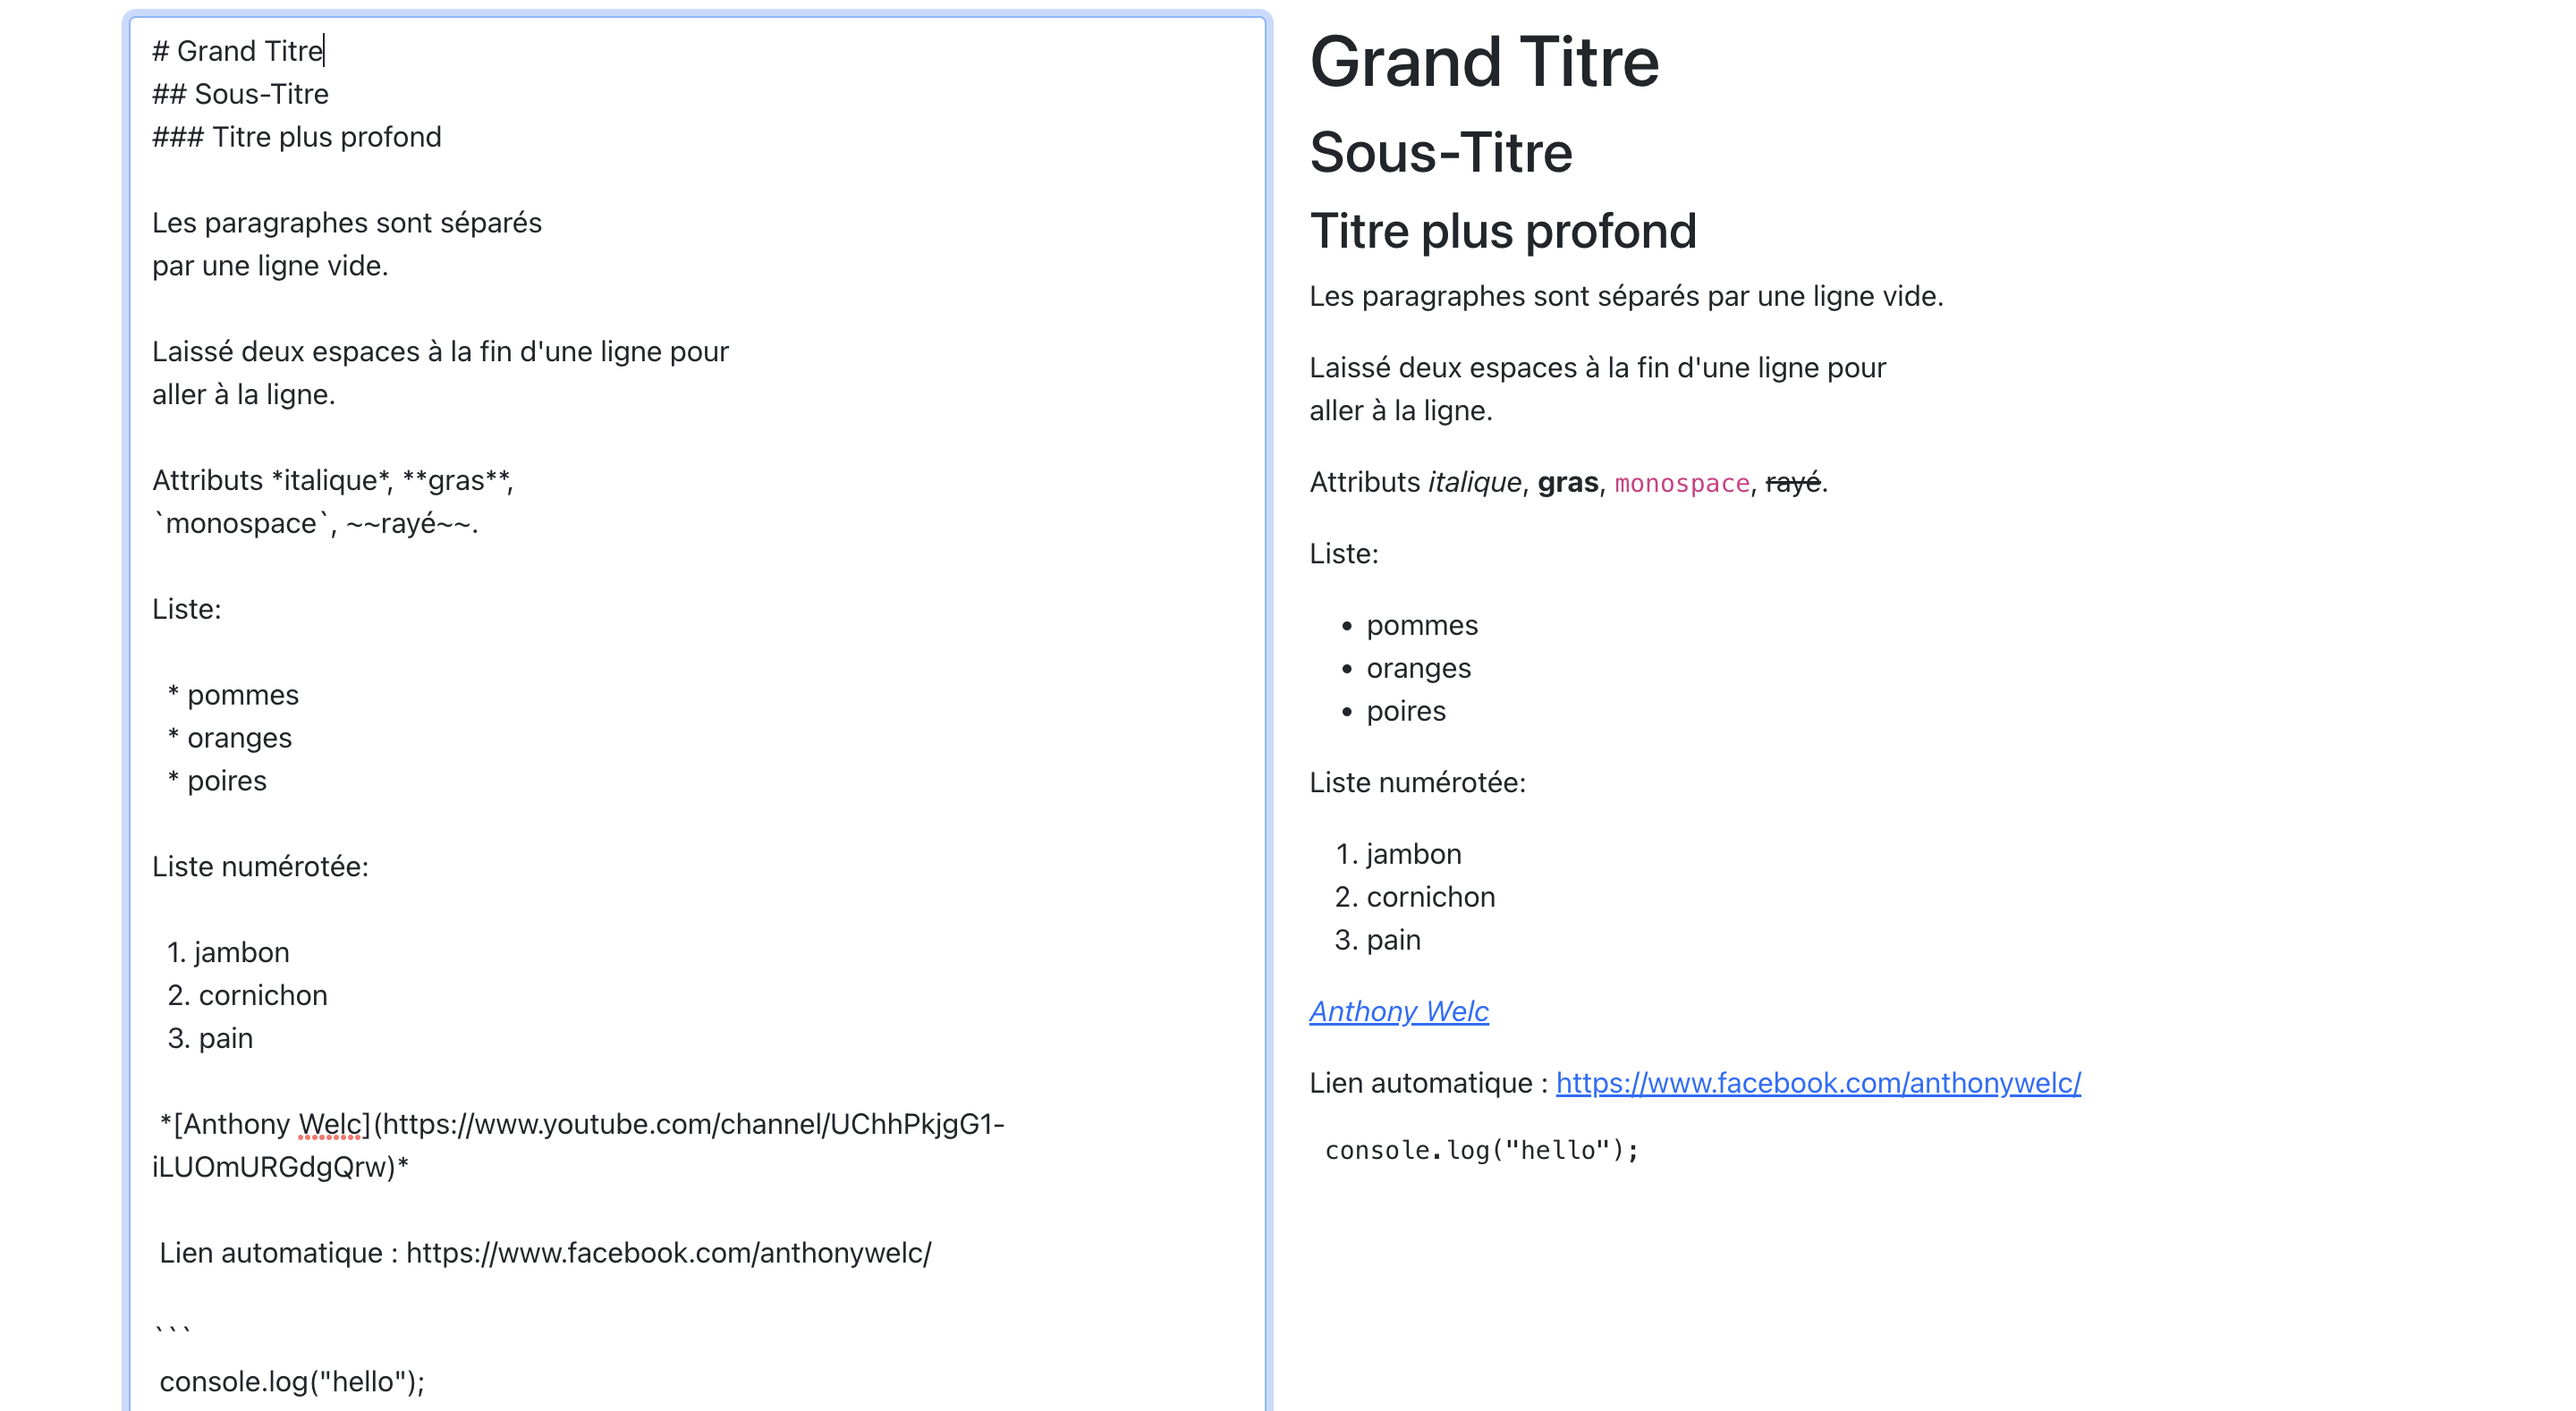 # Grand Titre
## Sous-Titre
### Titre plus profond
Les paragraphes sont séparés
par une ligne vide.
Laissé deux espaces à la fin d'une ligne pour
aller à la ligne.
Attributs *italique*, **gras**,
`monospace`, ~~rayé~~.
Liste:
* pommes
* oranges
* poires
Liste numérotée:
1. jambon
2. cornichon
3. pain
*[Anthony Welc](https://www.youtube.com/channel/UChhPkjgG1-
iLUOmURGdgQrw)*
Lien automatique : https://www.facebook.com/anthonywelc/
```
console.log("hello");
Grand Titre
Sous-Titre
Titre plus profond
Les paragraphes sont séparés par une ligne vide.
Laissé deux espaces à la fin d'une ligne pour
aller à la ligne.
Attributs italique, gras, monospace, rayé.
Liste:
• pommes
• oranges
• poires
Liste numérotée:
1. jambon
2. cornichon
3. pain
Anthony Welc
Lien automatique : https://www.facebook.com/anthonywelc/
console.log("hello");